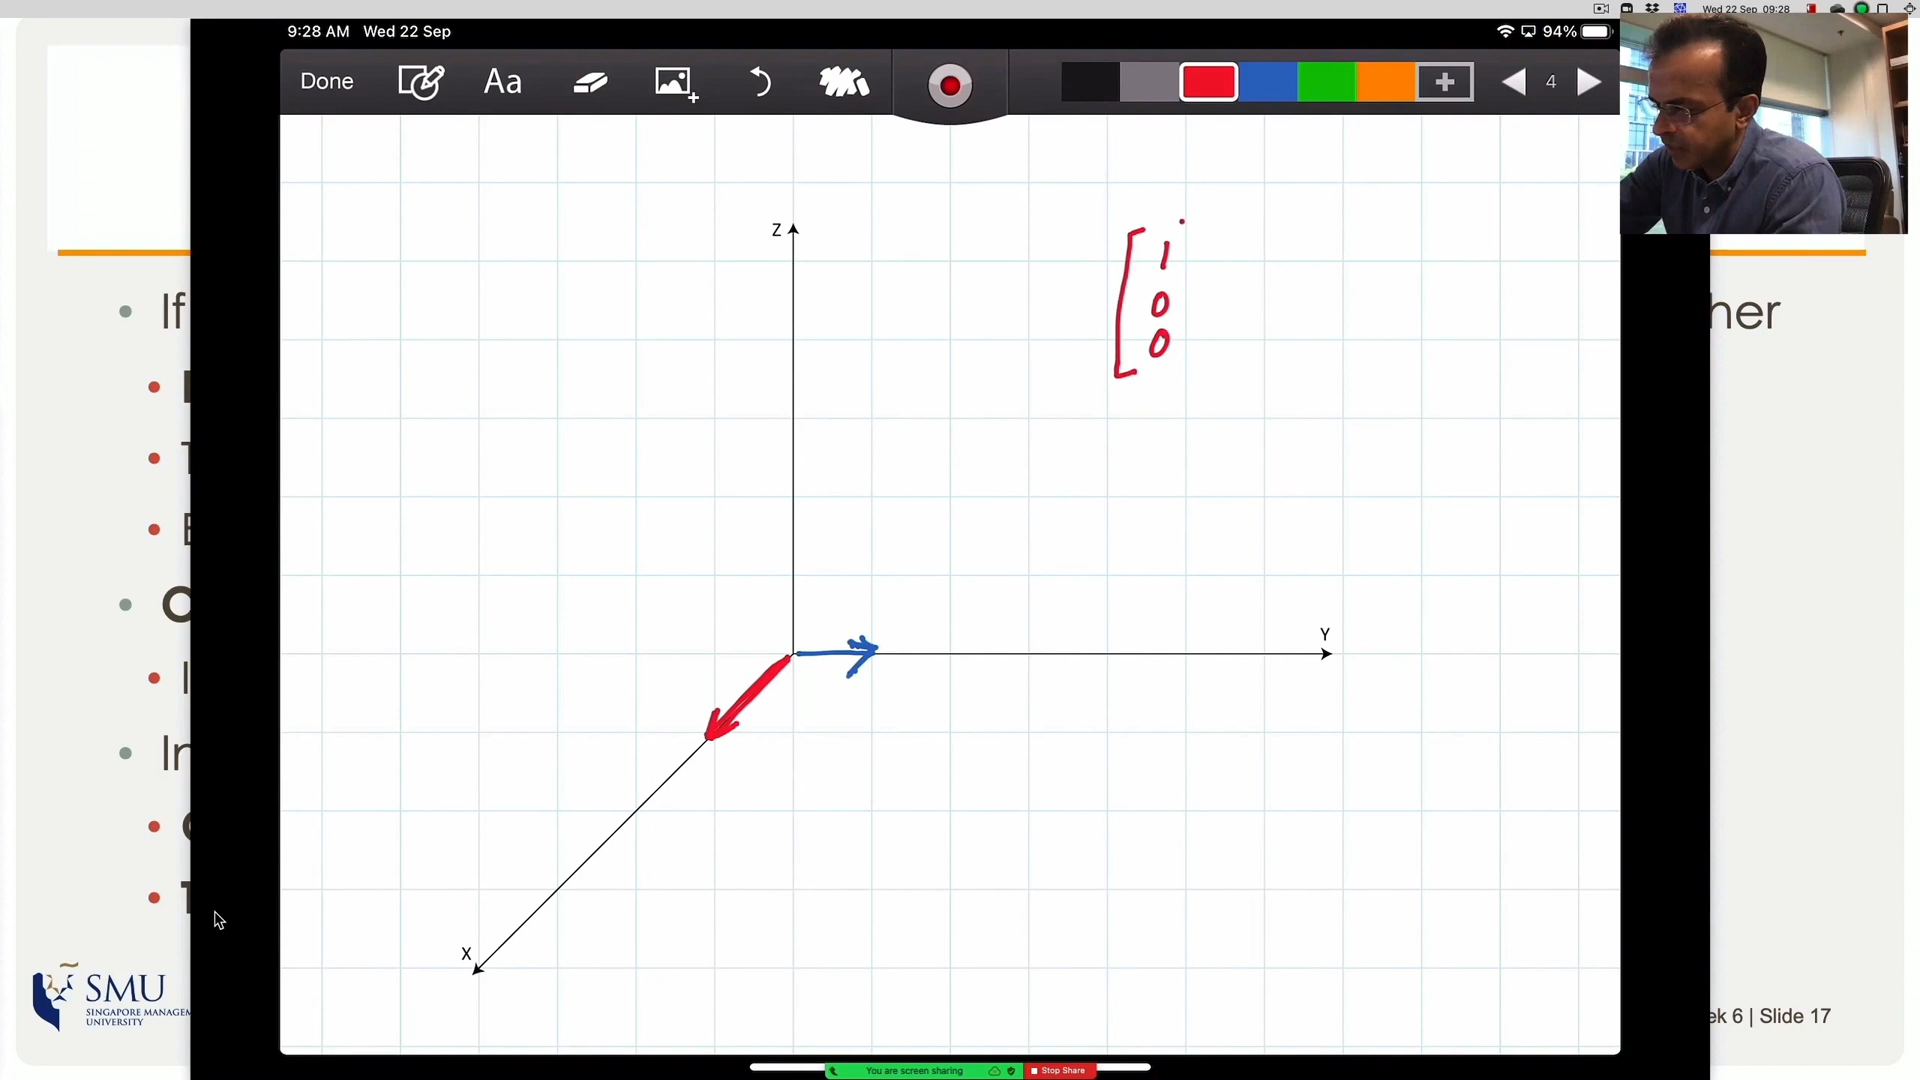 Wed 22 Sep 09:28
9:28 AM Wed 22 Sep
94%
Done
Aa
4
If
her
Z
1
0
0
Y
X
In
SMU
SINGAPORE MANAGEM
UNIVERSITY
ek 6 | Slide 17
You are screen sharing
Stop Share